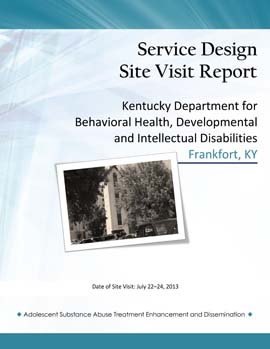 Service Design
Site Visit Report
Kentucky Department for
Behavioral Health, Developmental
and Intellectual Disabilities
Frankfort, KY
Date of Site Visit: July 22–24, 2013
◆ Adolescent Substance Abuse Treatment Enhancement and Dissemination ◆